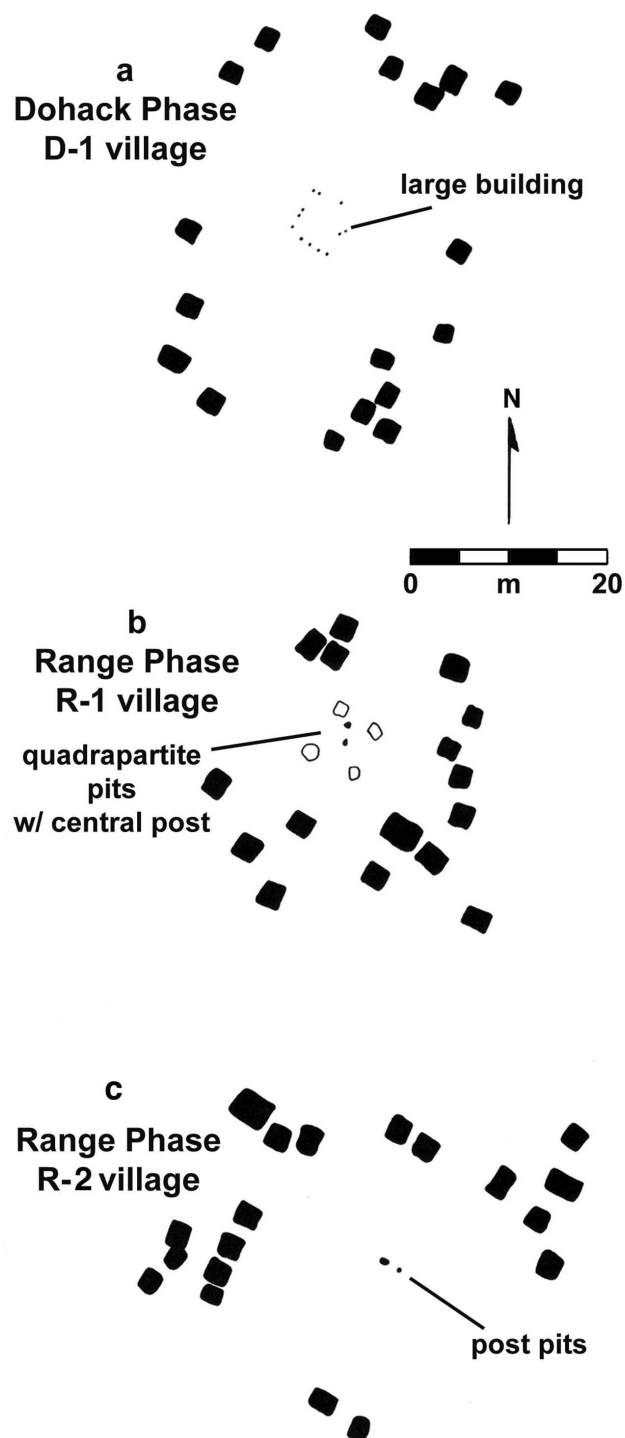 a
Dohack Phase
D-1 village
large building
N
0 m 20
b
Range Phase
R-1 village
quadrapartite
pits
w/ central post
c
Range Phase
R-2 village
post pits